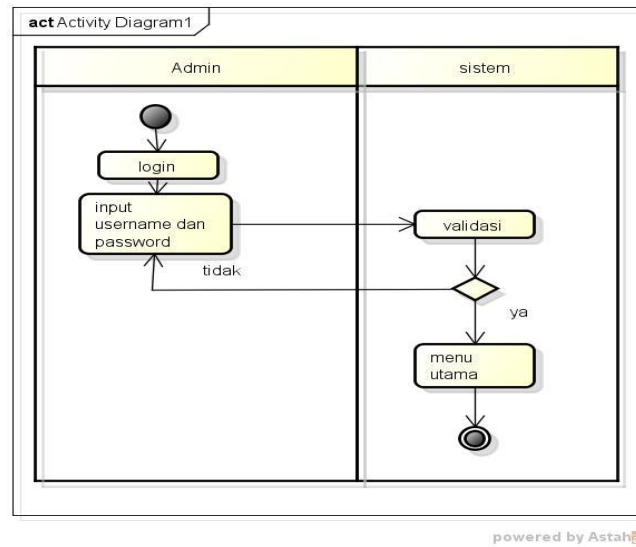 act Activity Diagram1
Admin
sistem
login
input
username dan
password
validasi
tidak
ya
menu
utama
powered by Astah